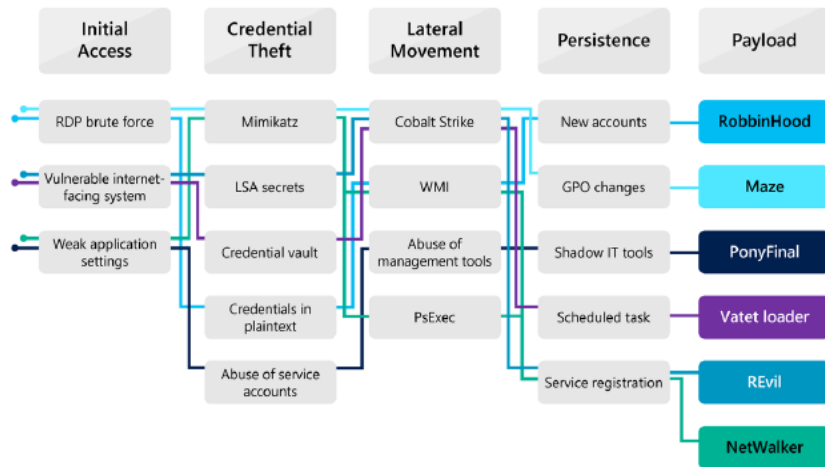 Initial
Access
Credential
Theft
Lateral
Movement
Persistence
Payload
RDP brute force
Mimikatz
Cobalt Strike
New accounts
RobbinHood
Vulnerable internet-
facing system
LSA secrets
WMI
GPO changes
Maze
Weak application
settings
Credential vault
Abuse of
management tools
Shadow IT tools
PonyFinal
Credentials in
plaintext
PsExec
Scheduled task
Vatet loader
Abuse of service
accounts
Service registration
REvil
NetWalker